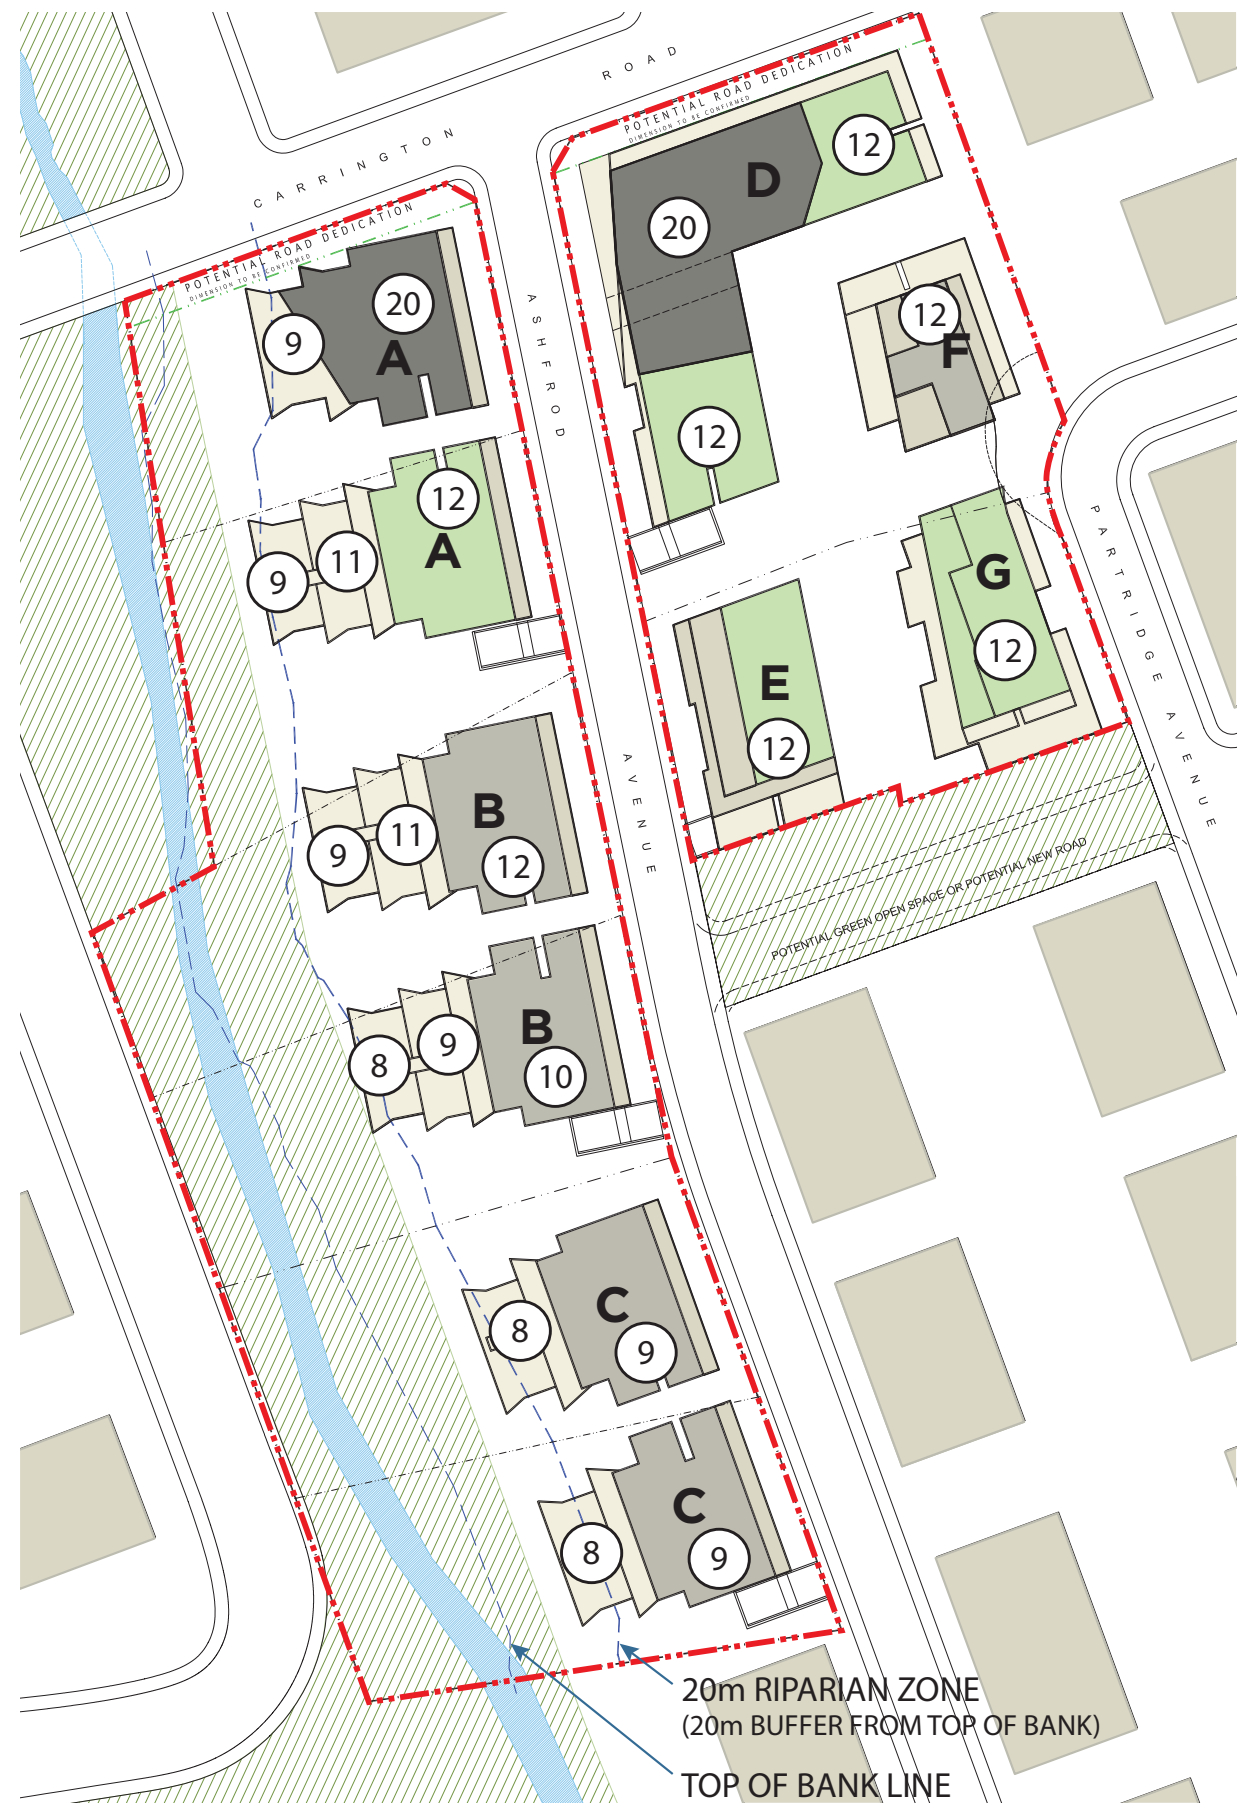 ROAD
POTENTIAL ROAD DEDICATION
DIMENSION TO BE CONFIRMED
CARRINGTON
12
D
20
POTENTIAL ROAD DEDICATION
DIMENSION TO BE CONFIRMED
20
9
A
ASHFROD
12
F
12
12
11
9
A
PARTRIDGE AVENUE
G
12
E
12
AVENUE
B
11
9
12
POTENTIAL GREEN OPEN SPACE OR POTENTIAL NEW ROAD
B
9
8
10
C
8
9
C
8
9
20m RIPARIAN ZONE
(20m BUFFER FROM TOP OF BANK)
TOP OF BANK LINE